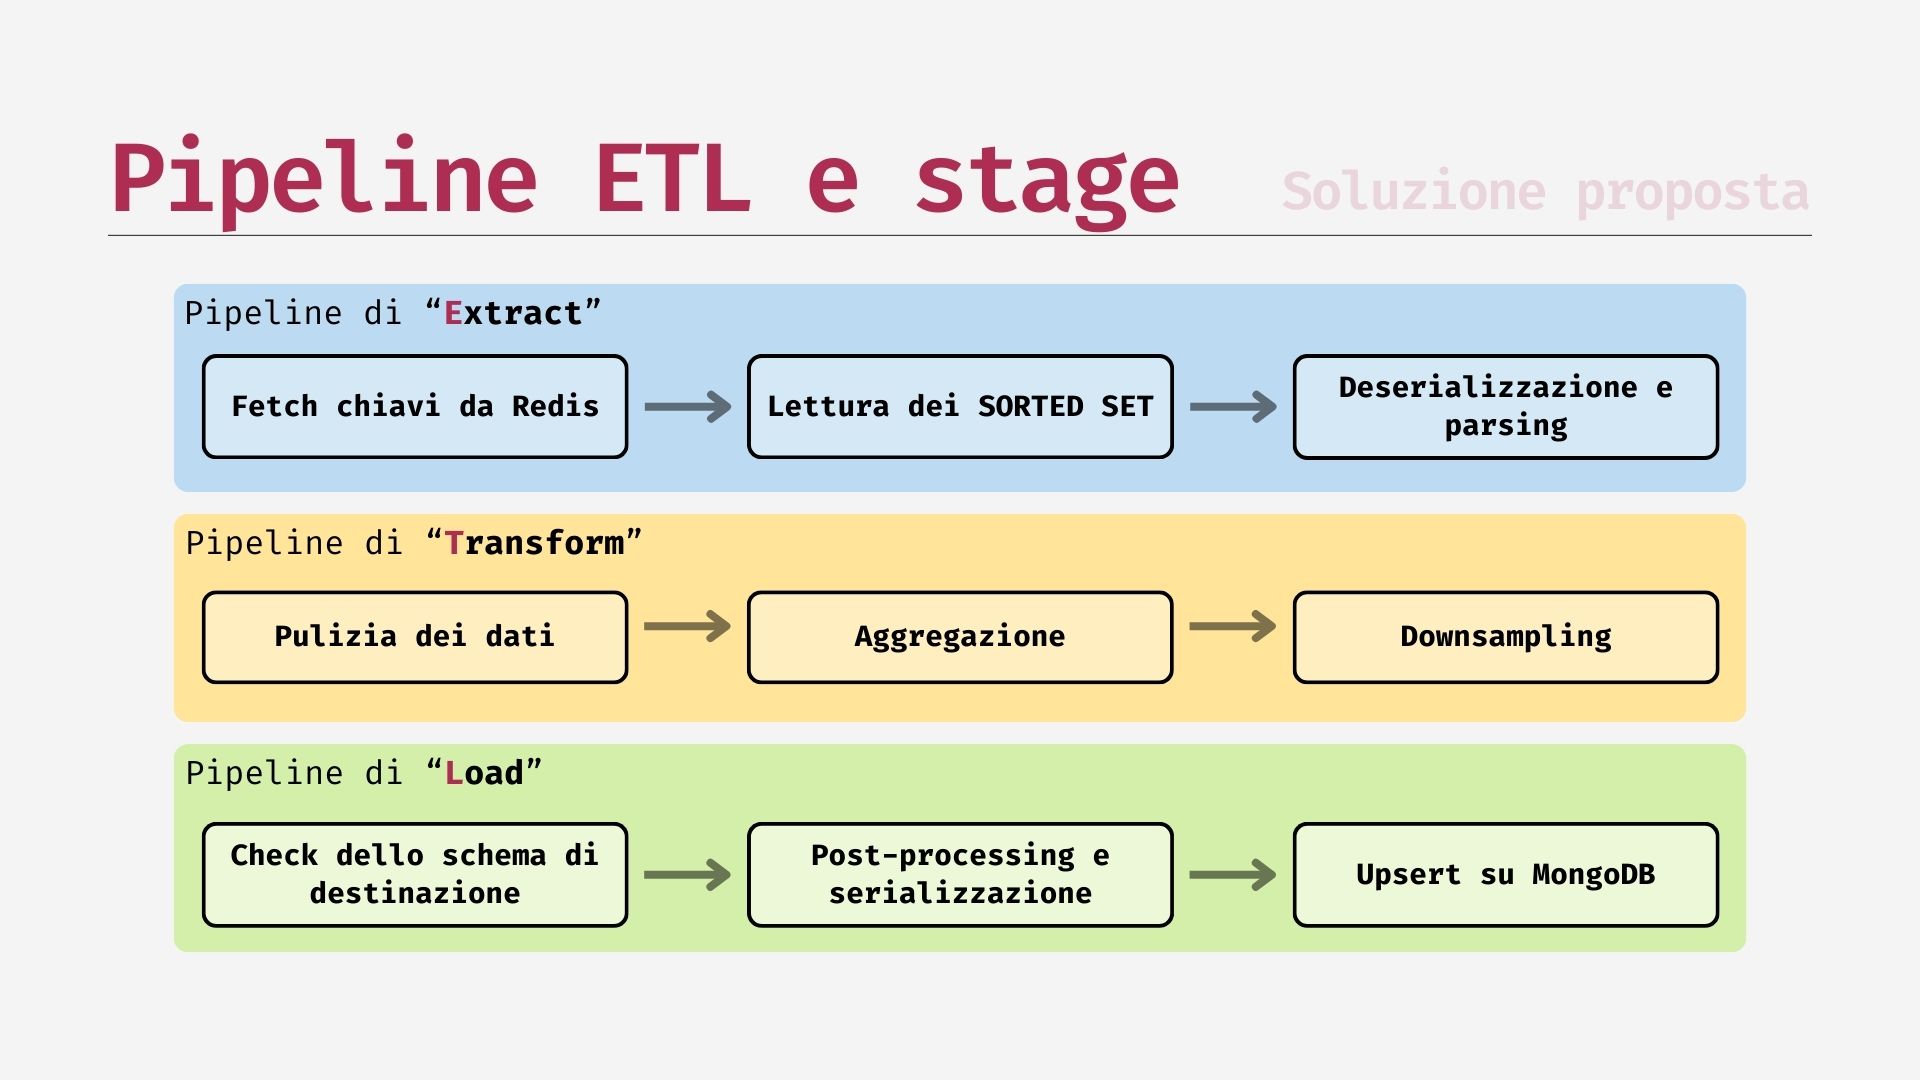 Pipeline ETL e stage
Soluzione proposta
Pipeline di “Extract”
Fetch chiavi da Redis
Lettura dei SORTED SET
Deserializzazione e
parsing
Pipeline di “Transform”
Pulizia dei dati
Aggregazione
Downsampling
Pipeline di “Load”
Check dello schema di
destinazione
Post-processing e
serializzazione
Upsert su MongoDB